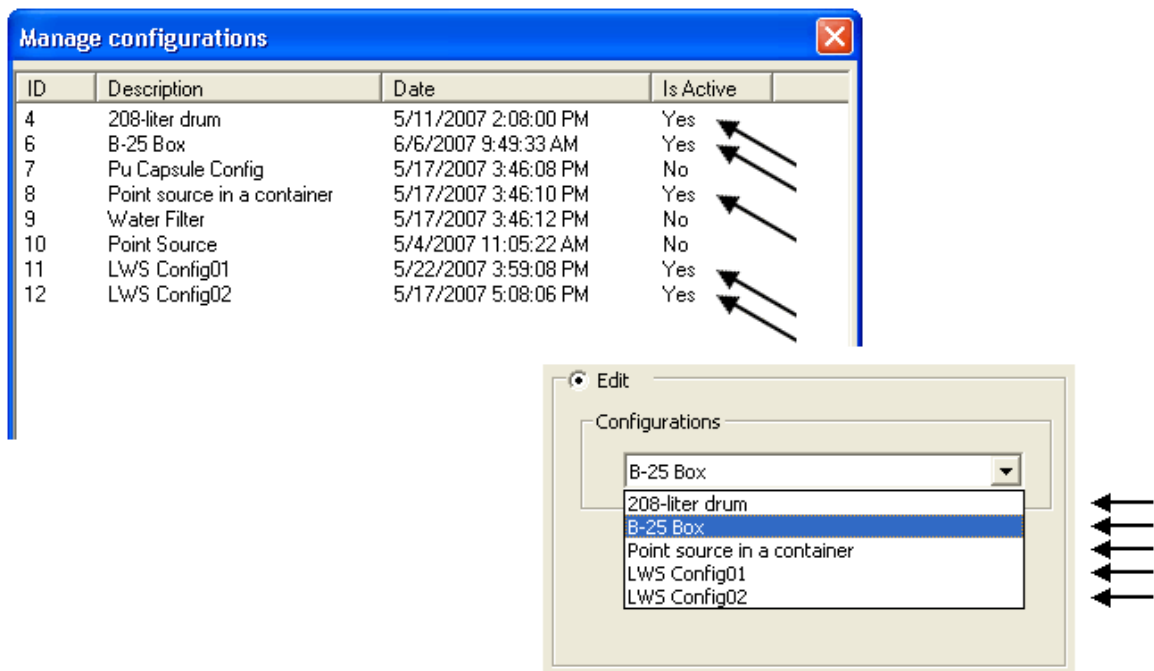 Manage configurations
ID Description Date Is Active
4 208-liter drum 5/11/2007 2:08:00 PM Yes
6 B-25 Box 6/6/2007 9:49:33 AM Yes
7 Pu Capsule Config 5/17/2007 3:46:08 PM No
8 Point source in a container 5/17/2007 3:46:10 PM Yes
9 Water Filter 5/17/2007 3:46:12 PM No
10 Point Source 5/4/2007 11:05:22 AM No
11 LWS Config01 5/22/2007 3:59:08 PM Yes
12 LWS Config02 5/17/2007 5:08:06 PM Yes
Edit
Configurations
B-25 Box
208-liter drum
B-25 Box
Point source in a container
LWS Config01
LWS Config02